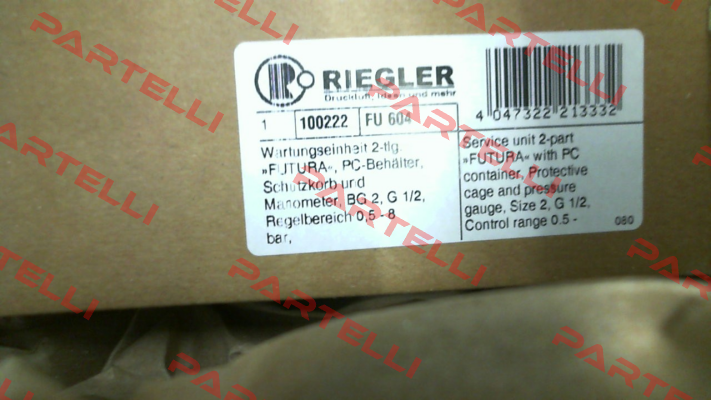 RIEGLER
Druckluft, Ideen und mehr
4 047322 213332
1 100222 FU 604
Wartungseinheit 2-tlg.
»FUTURA«, PC-Behälter,
Schutzkorb und
Manometer, BG 2, G 1/2,
Regelbereich 0,5 - 8
bar,
Service unit 2-part
»FUTURA« with PC
container, Protective
cage and pressure
gauge, Size 2, G 1/2,
Control range 0.5 -
080
PARTELLI
PARTELLI
PARTELLI
PARTELLI
PARTELLI
PARTELLI
PARTELLI
PARTELLI
PARTELLI
PARTELLI